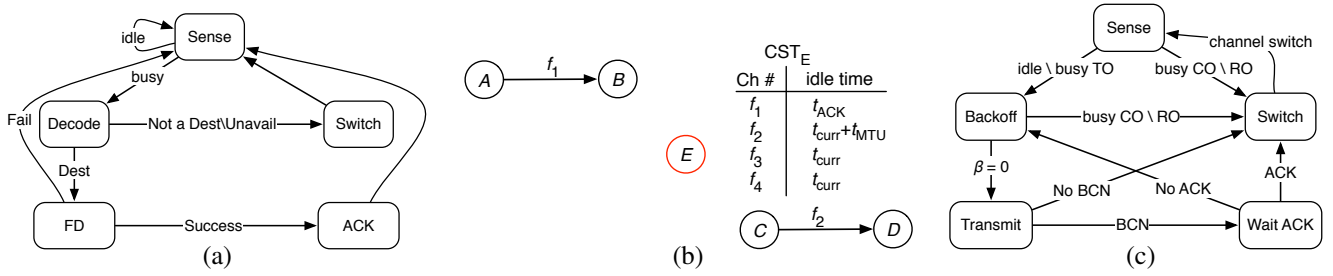 Sense
idle
busy
Fail
Decode
Not a Dest\Unavail
Switch
Dest
FD
Success
ACK
(a)
A
f1
B
E
CSTE
Ch #
idle time
f1
tACK
f2
tcurr+tMTU
f3
tcurr
f4
tcurr
C
f2
D
(b)
Sense
channel switch
idle \ busy TO
busy CO \ RO
Backoff
busy CO \ RO
Switch
β = 0
No BCN
No ACK
ACK
Transmit
BCN
Wait ACK
(c)